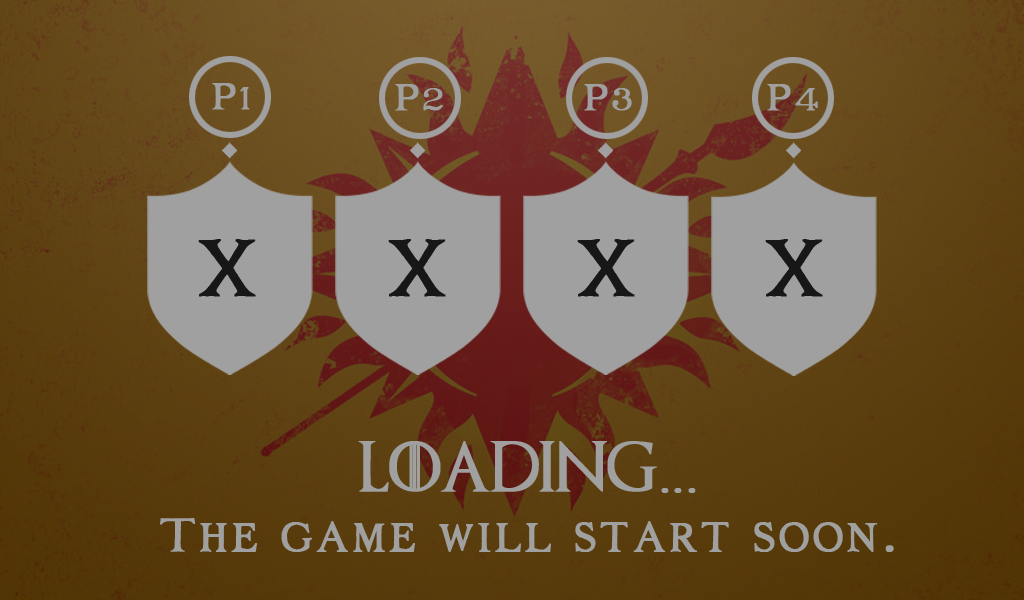 P1 P2 P3 P4
X X X X
LOADING...
THE GAME WILL START SOON.